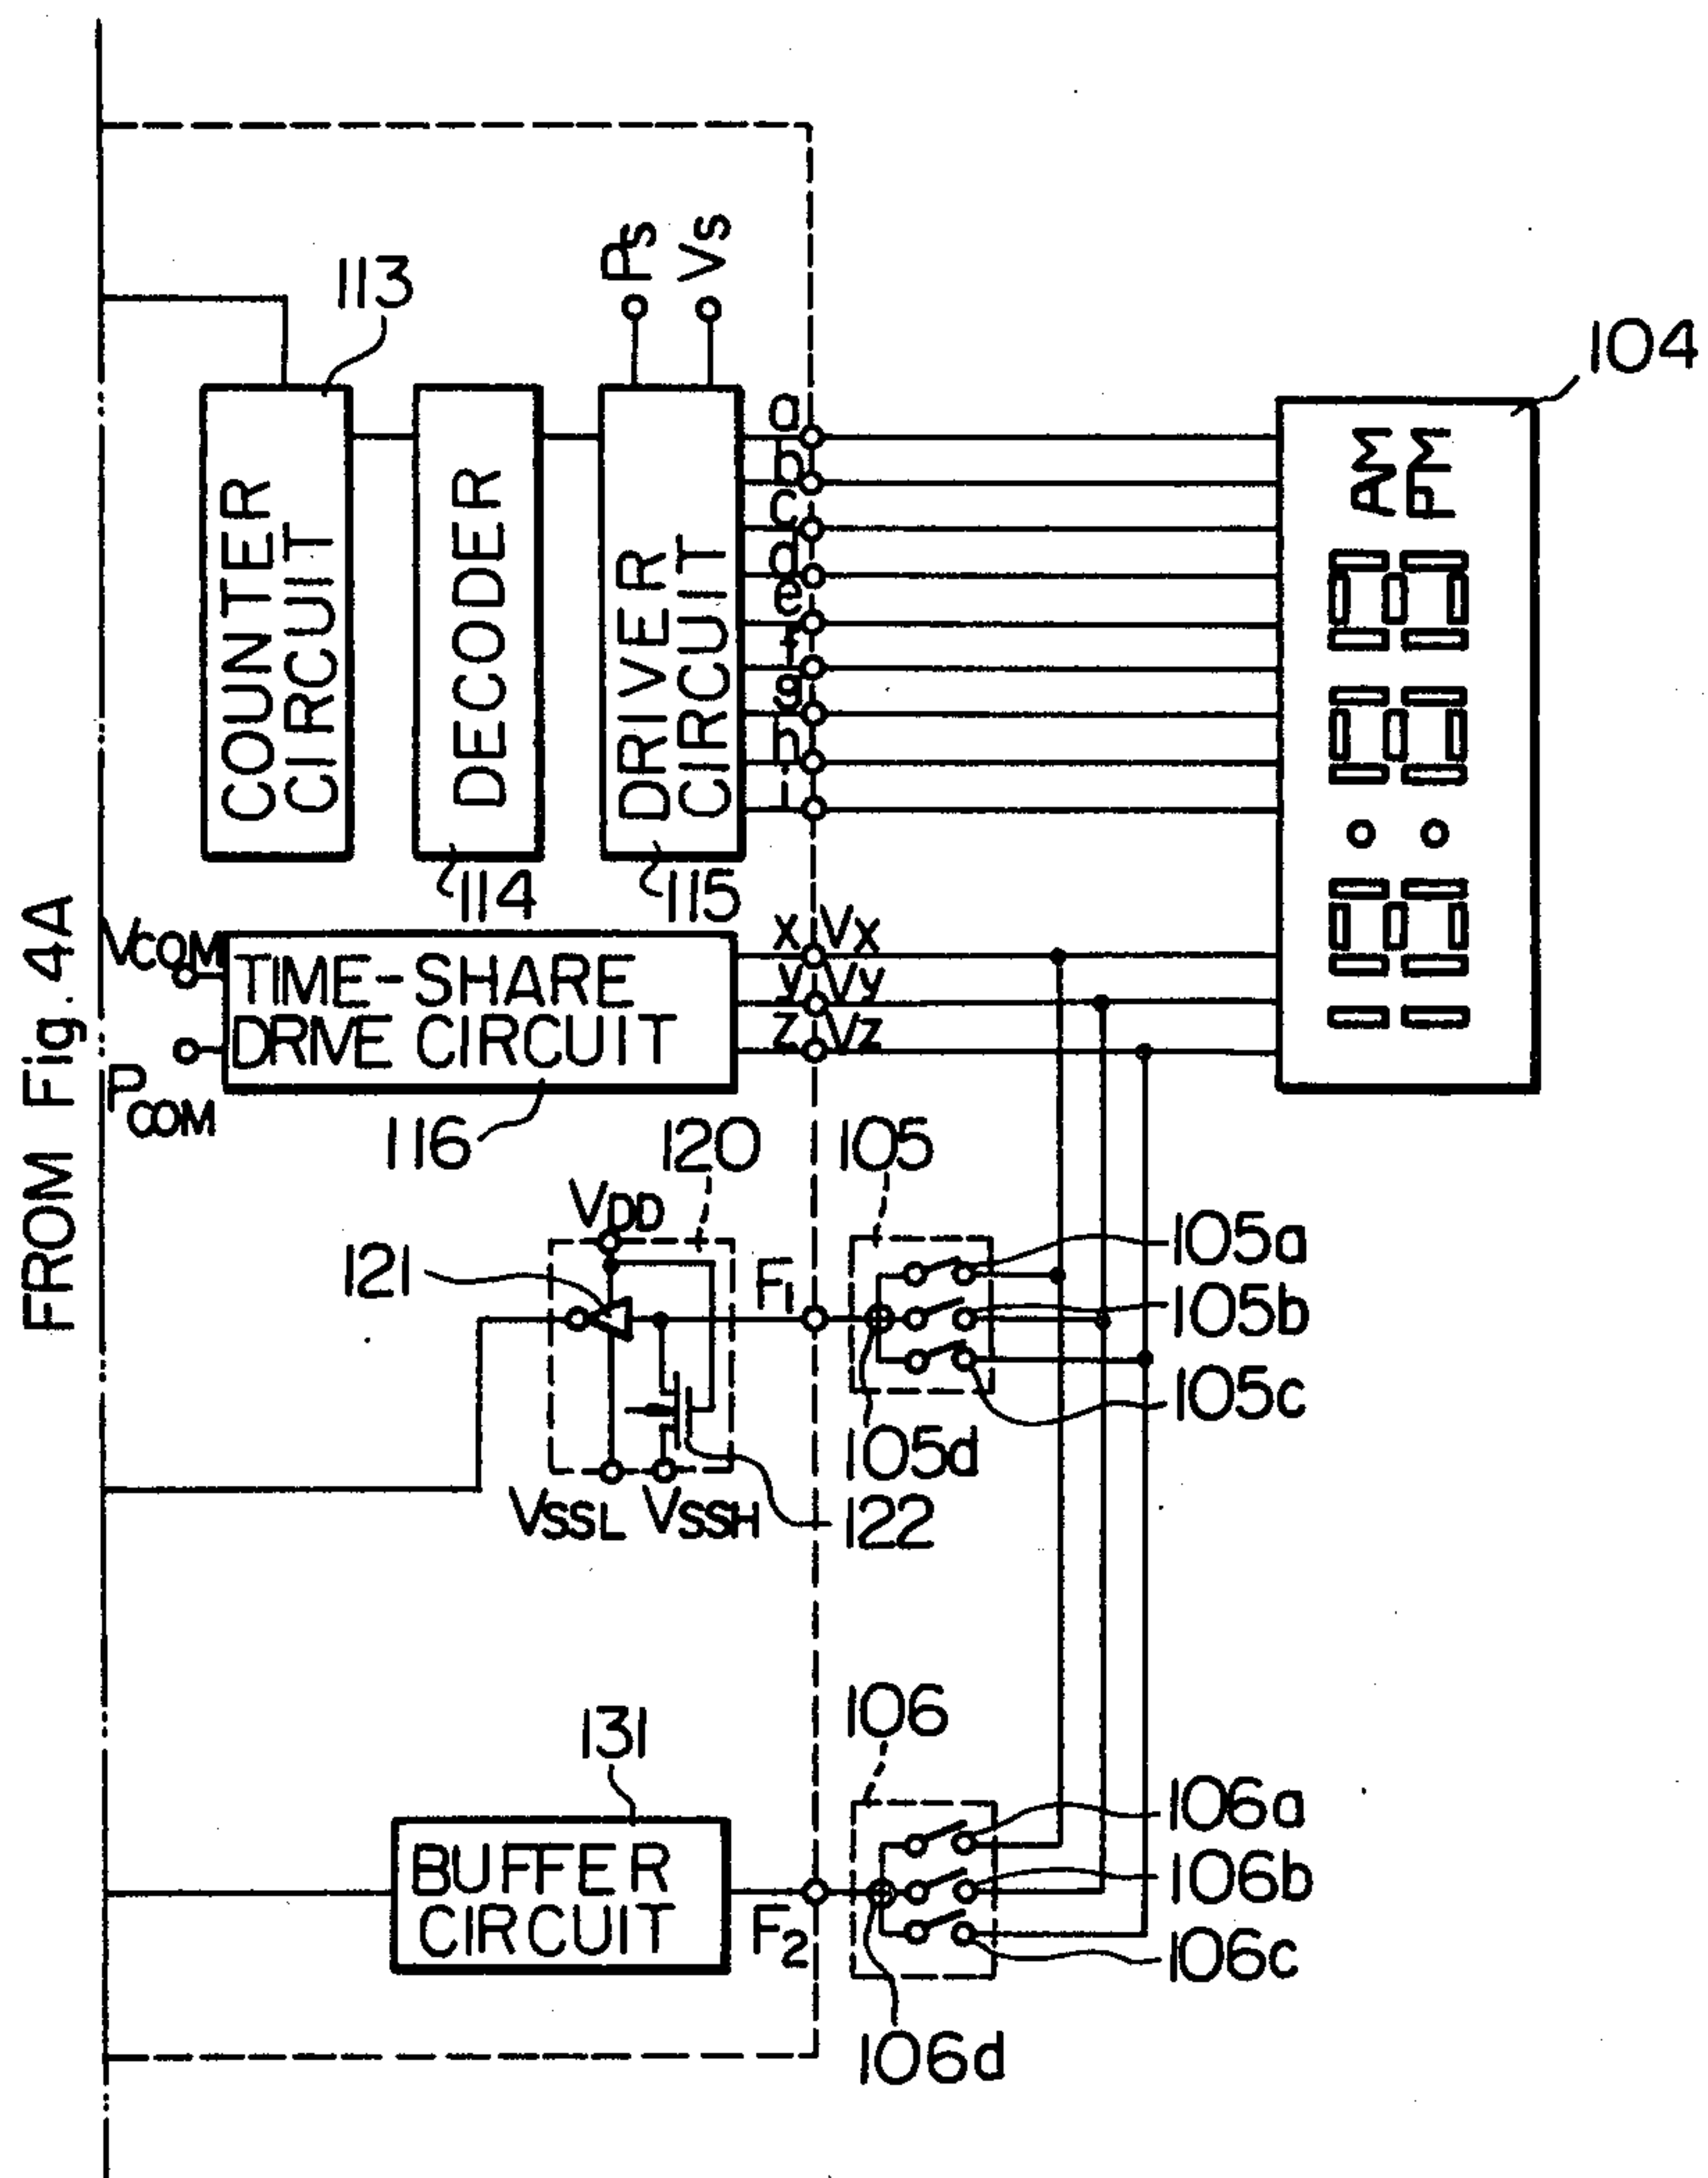 FROM Fig. 4A
113
Ps
Vs
104
COUNTER
CIRCUIT
DECODER
DRIVER
CIRCUIT
a
b
c
d
e
f
g
h
i
AM
PM
114
115
VCOM
PCOM
TIME-SHARE
DRIVE CIRCUIT
x Vx
y Vy
z Vz
116
120
105
VDD
121
F1
105a
105b
105c
105d
VSSL
VSSH
122
106
131
BUFFER
CIRCUIT
F2
106a
106b
106c
106d